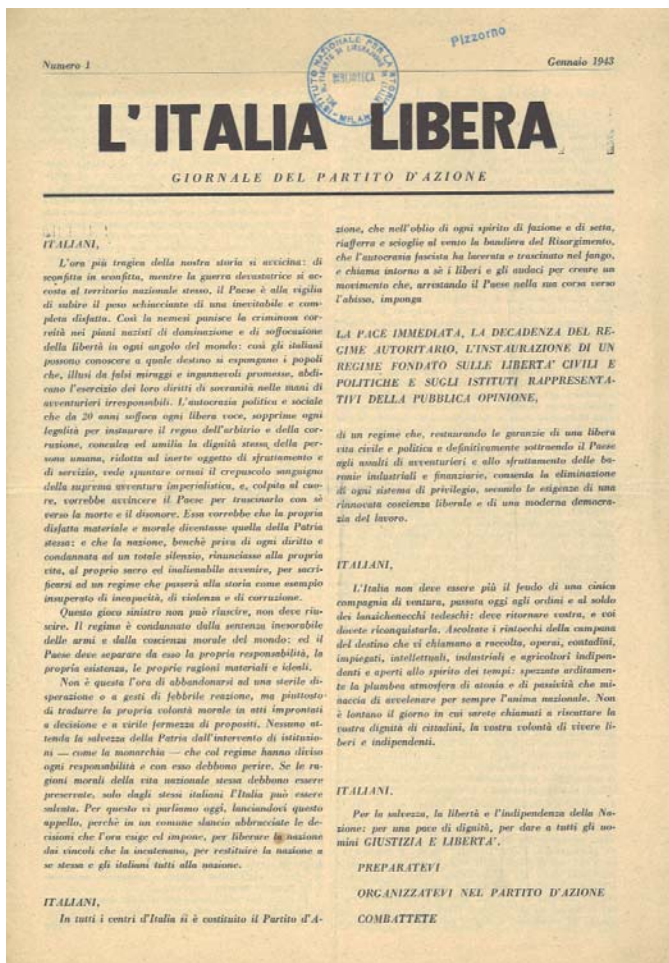 Pizzorno
ISTITUTO NAZIONALE PER LA STORIA DEL MOVIMENTO DI LIBERAZIONE IN ITALIA - MILANO
BIBLIOTECA
Numero 1
Gennaio 1943
L'ITALIA LIBERA
GIORNALE DEL PARTITO D'AZIONE
ITALIANI,
L'ora più tragica della nostra storia si avvicina: di
sconfitta in sconfitta, mentre la guerra devastatrice si ac-
costa al territorio nazionale stesso, il Paese è alla vigilia
di subire il peso schiacciante di una inevitabile e com-
pleta disfatta. Così la nemesi punisce la criminosa cor-
reità nei piani nazisti di dominazione e di soffocazione
della libertà in ogni angolo del mondo: così gli italiani
possono conoscere a quale destino si espongano i popoli
che, illusi da falsi miraggi e ingannevoli promesse, abdi-
cano l'esercizio dei loro diritti di sovranità nelle mani di
avventurieri irresponsabili. L'autocrazia politica e sociale
che da 20 anni soffoca ogni libera voce, sopprime ogni
legalità per instaurare il regno dell'arbitrio e della cor-
ruzione, conculca ed umilia la dignità stessa della per-
sona umana, ridotta ad inerte oggetto di sfruttamento e
di servizio, vede spuntare ormai il crepuscolo sanguigno
della suprema avventura imperialistica, e, colpita al cuo-
re, vorrebbe avvincere il Paese per trascinarlo con sè
verso la morte e il disonore. Essa vorrebbe che la propria
disfatta materiale e morale diventasse quella della Patria
stessa: e che la nazione, benchè priva di ogni diritto e
condannata ad un totale silenzio, rinunciasse alla propria
vita, al proprio sacro ed inalienabile avvenire, per sacri-
ficarsi ad un regime che passerà alla storia come esempio
insuperato di incapacità, di violenza e di corruzione.
Questo gioco sinistro non può riuscire, non deve riu-
scire. Il regime è condannato dalla sentenza inesorabile
delle armi e dalla coscienza morale del mondo: ed il
Paese deve separare da esso la propria responsabilità, la
propria esistenza, le proprie ragioni materiali e ideali.
Non è questa l'ora di abbandonarsi ad una sterile di-
sperazione o a gesti di febbrile reazione, ma piuttosto
di tradurre la propria volontà morale in atti improntati
a decisione e a virile fermezza di propositi. Nessuno at-
tenda la salvezza della Patria dall'intervento di istituzio-
ni — come la monarchia — che col regime hanno diviso
ogni responsabilità e con esso debbono perire. Se le ra-
gioni morali della vita nazionale stessa debbono essere
preservate, solo dagli stessi italiani l'Italia può essere
salvata. Per questo vi parliamo oggi, lanciandovi questo
appello, perchè in un comune slancio abbracciate le de-
cisioni che l'ora esige ed impone, per liberare la nazione
dai vincoli che la incatenano, per restituire la nazione a
se stessa e gli italiani tutti alla nazione.
ITALIANI,
In tutti i centri d'Italia si è costituito il Partito d'A-
zione, che nell'oblio di ogni spirito di fazione e di setta,
riafferra e scioglie al vento la bandiera del Risorgimento,
che l'autocrazia fascista ha lacerata e trascinato nel fango,
e chiama intorno a sè i liberi e gli audaci per creare un
movimento che, arrestando il Paese nella sua corsa verso
l'abisso, imponga
LA PACE IMMEDIATA, LA DECADENZA DEL RE-
GIME AUTORITARIO, L'INSTAURAZIONE DI UN
REGIME FONDATO SULLE LIBERTA' CIVILI E
POLITICHE E SUGLI ISTITUTI RAPPRESENTA-
TIVI DELLA PUBBLICA OPINIONE,
di un regime che, restaurando le garanzie di una libera
vita civile e politica e definitivamente sottraendo il Paese
agli assalti di avventurieri e allo sfruttamento delle ba-
ronie industriali e finanziarie, consenta la eliminazione
di ogni sistema di privilegio, secondo le esigenze di una
rinnovata coscienza liberale e di una moderna democra-
zia del lavoro.
ITALIANI,
L'Italia non deve essere più il feudo di una cinica
compagnia di ventura, passata oggi agli ordini e al soldo
dei lanzichenecchi tedeschi: deve ritornare vostra, e voi
dovete riconquistarla. Ascoltate i rintocchi della campana
del destino che vi chiamano a raccolta, operai, contadini,
impiegati, intellettuali, industriali e agricoltori indipen-
denti e aperti allo spirito dei tempi: spezzate arditamen-
te la plumbea atmosfera di atonia e di passività che mi-
naccia di avvelenare per sempre l'anima nazionale. Non
è lontano il giorno in cui sarete chiamati a riscattare la
vostra dignità di cittadini, la vostra volontà di vivere li-
beri e indipendenti.
ITALIANI,
Per la salvezza, la libertà e l'indipendenza della Na-
zione: per una pace di dignità, per dare a tutti gli uo-
mini GIUSTIZIA E LIBERTA'.
PREPARATEVI
ORGANIZZATEVI NEL PARTITO D'AZIONE
COMBATTETE